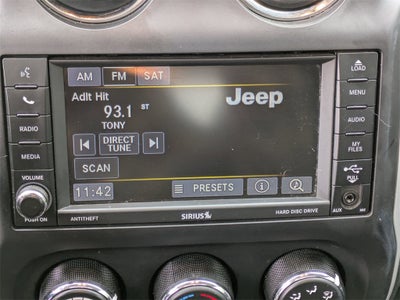 AM FM SAT
LOAD
Adlt Hit
93.1 ST
TONY
Jeep
MENU
RADIO
DIRECT TUNE
AUDIO
MEDIA
SCAN
MY FILES
VOLUME
11:42
PRESETS
PUSH ON
ANTITHEFT
SIRIUS
HARD DISC DRIVE
AUX